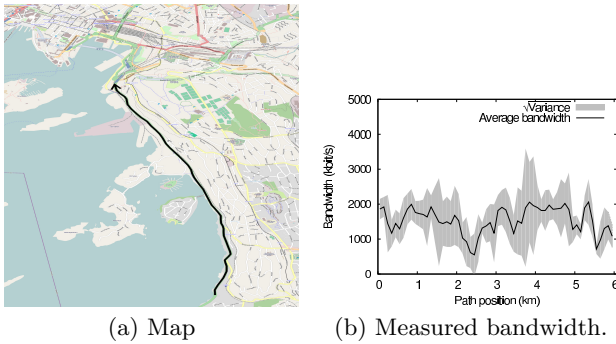 5000
4000
3000
2000
1000
0
Bandwidth (kbit/s)
√Variance
Average bandwidth
0 1 2 3 4 5 6
Path position (km)
(a) Map
(b) Measured bandwidth.